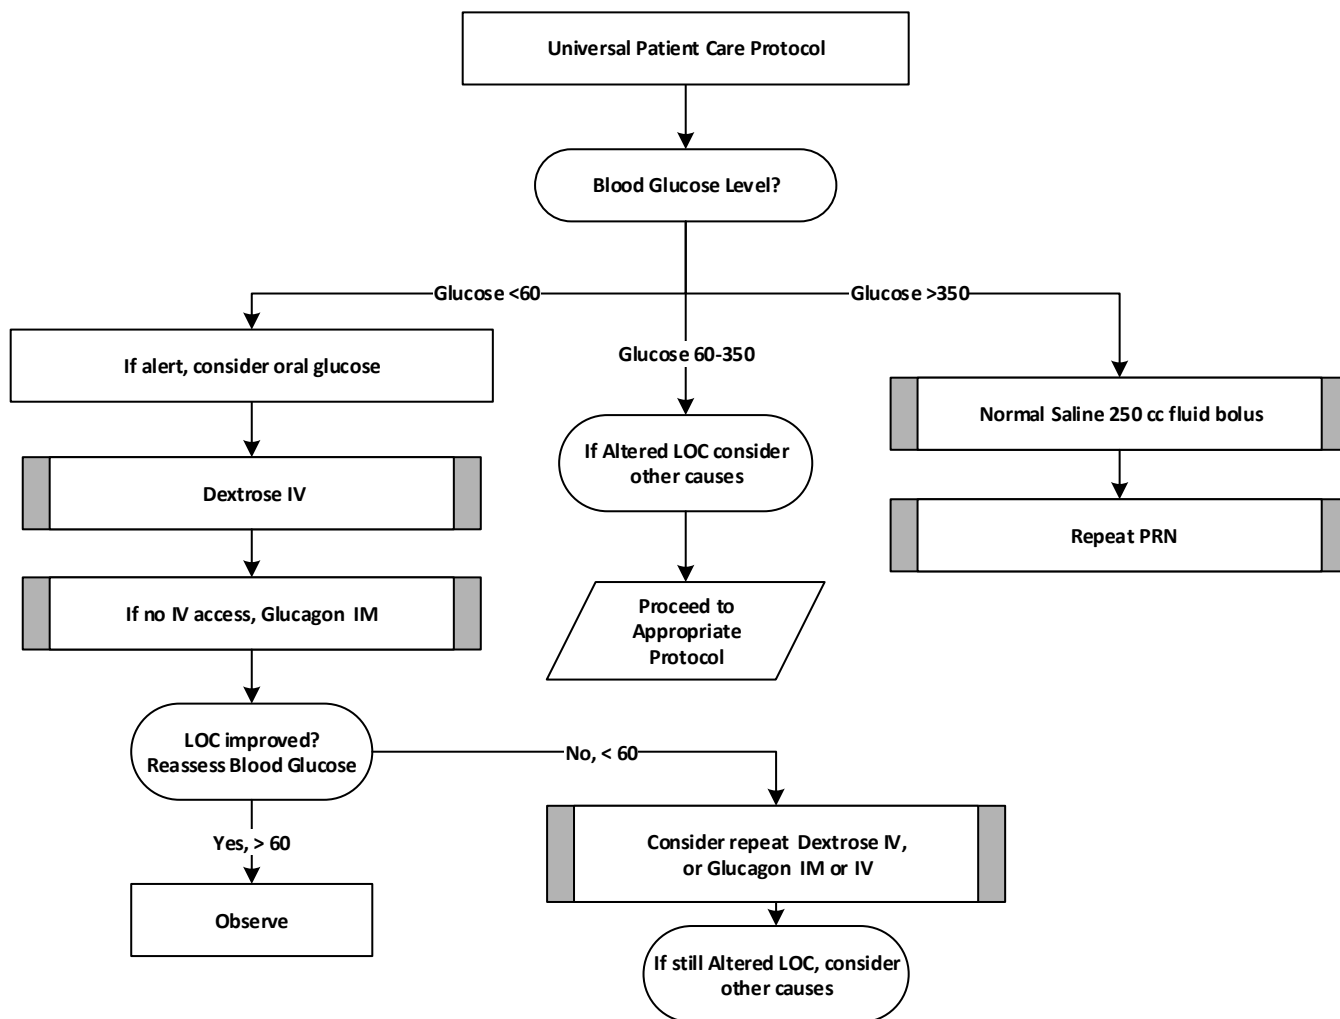 Universal Patient Care Protocol
Blood Glucose Level?
Glucose <60
Glucose >350
If alert, consider oral glucose
Glucose 60-350
Normal Saline 250 cc fluid bolus
If Altered LOC consider
other causes
Dextrose IV
Repeat PRN
If no IV access, Glucagon IM
Proceed to
Appropriate
Protocol
LOC improved?
Reassess Blood Glucose
No, < 60
Yes, > 60
Consider repeat Dextrose IV,
or Glucagon IM or IV
Observe
If still Altered LOC, consider
other causes